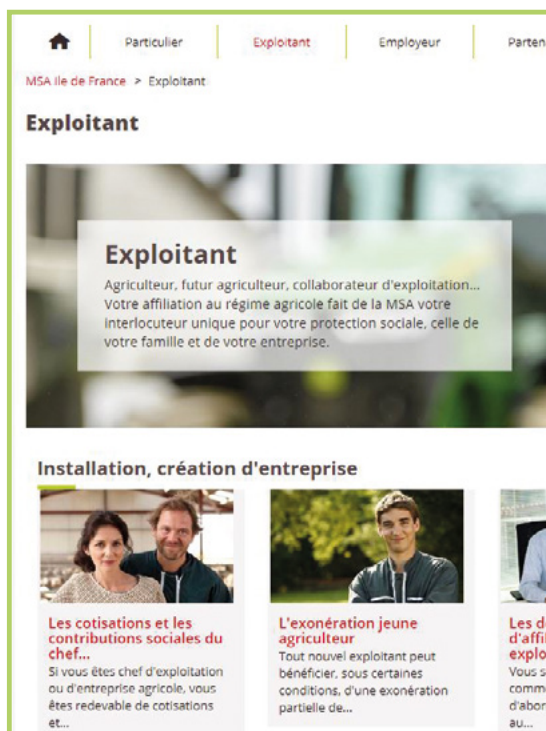 Particulier Exploitant Employeur Parten
MSA Ile de France > Exploitant
Exploitant
Exploitant
Agriculteur, futur agriculteur, collaborateur d'exploitation...
Votre affiliation au régime agricole fait de la MSA votre
interlocuteur unique pour votre protection sociale, celle de
votre famille et de votre entreprise.
Installation, création d'entreprise
Les cotisations et les
contributions sociales du
chef...
Si vous êtes chef d'exploitation
ou d'entreprise agricole, vous
êtes redevable de cotisations
et...
L'exonération jeune
agriculteur
Tout nouvel exploitant peut
bénéficier, sous certaines
conditions, d'une exonération
partielle de...
Les d
d'affil
exploi
Vous s
comme
d'abor
au...